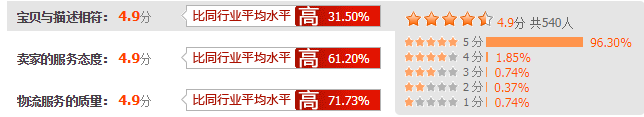 宝贝与描述相符： 4.9分 比同行业平均水平 高 31.50%
卖家的服务态度： 4.9分 比同行业平均水平 高 61.20%
物流服务的质量： 4.9分 比同行业平均水平 高 71.73%
4.9分 共540人
5分 96.30%
4分 1.85%
3分 0.74%
2分 0.37%
1分 0.74%